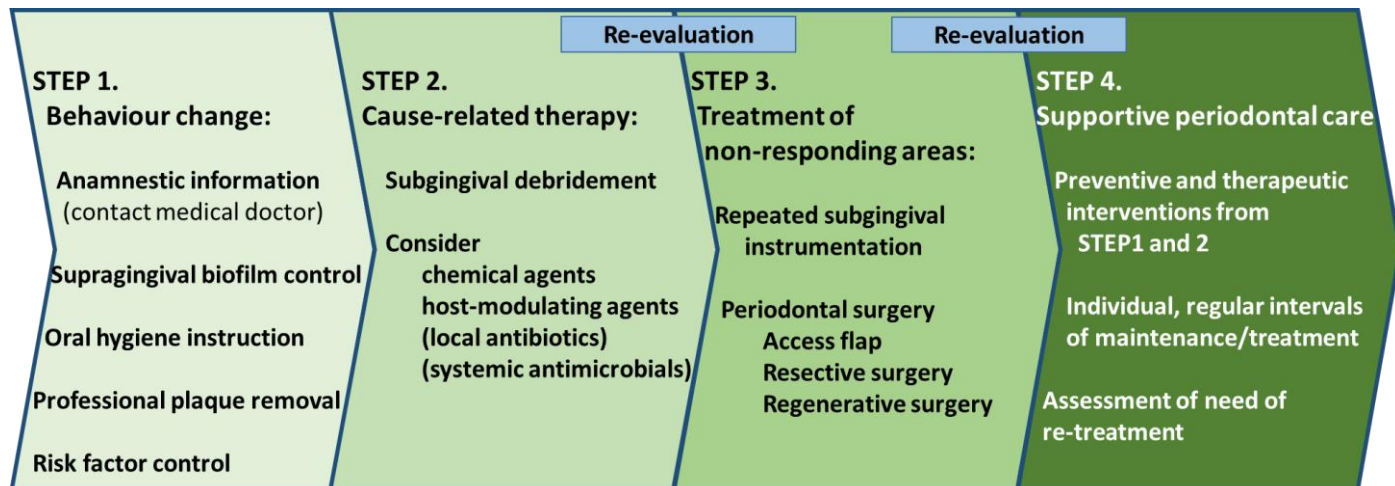 Re-evaluation
Re-evaluation
STEP 1.
Behaviour change:
Anamnestic information
(contact medical doctor)
Supragingival biofilm control
Oral hygiene instruction
Professional plaque removal
Risk factor control
STEP 2.
Cause-related therapy:
Subgingival debridement
Consider
chemical agents
host-modulating agents
(local antibiotics)
(systemic antimicrobials)
STEP 3.
Treatment of
non-responding areas:
Repeated subgingival
instrumentation
Periodontal surgery
Access flap
Resective surgery
Regenerative surgery
STEP 4.
Supportive periodontal care
Preventive and therapeutic
interventions from
STEP1 and 2
Individual, regular intervals
of maintenance/treatment
Assessment of need of
re-treatment